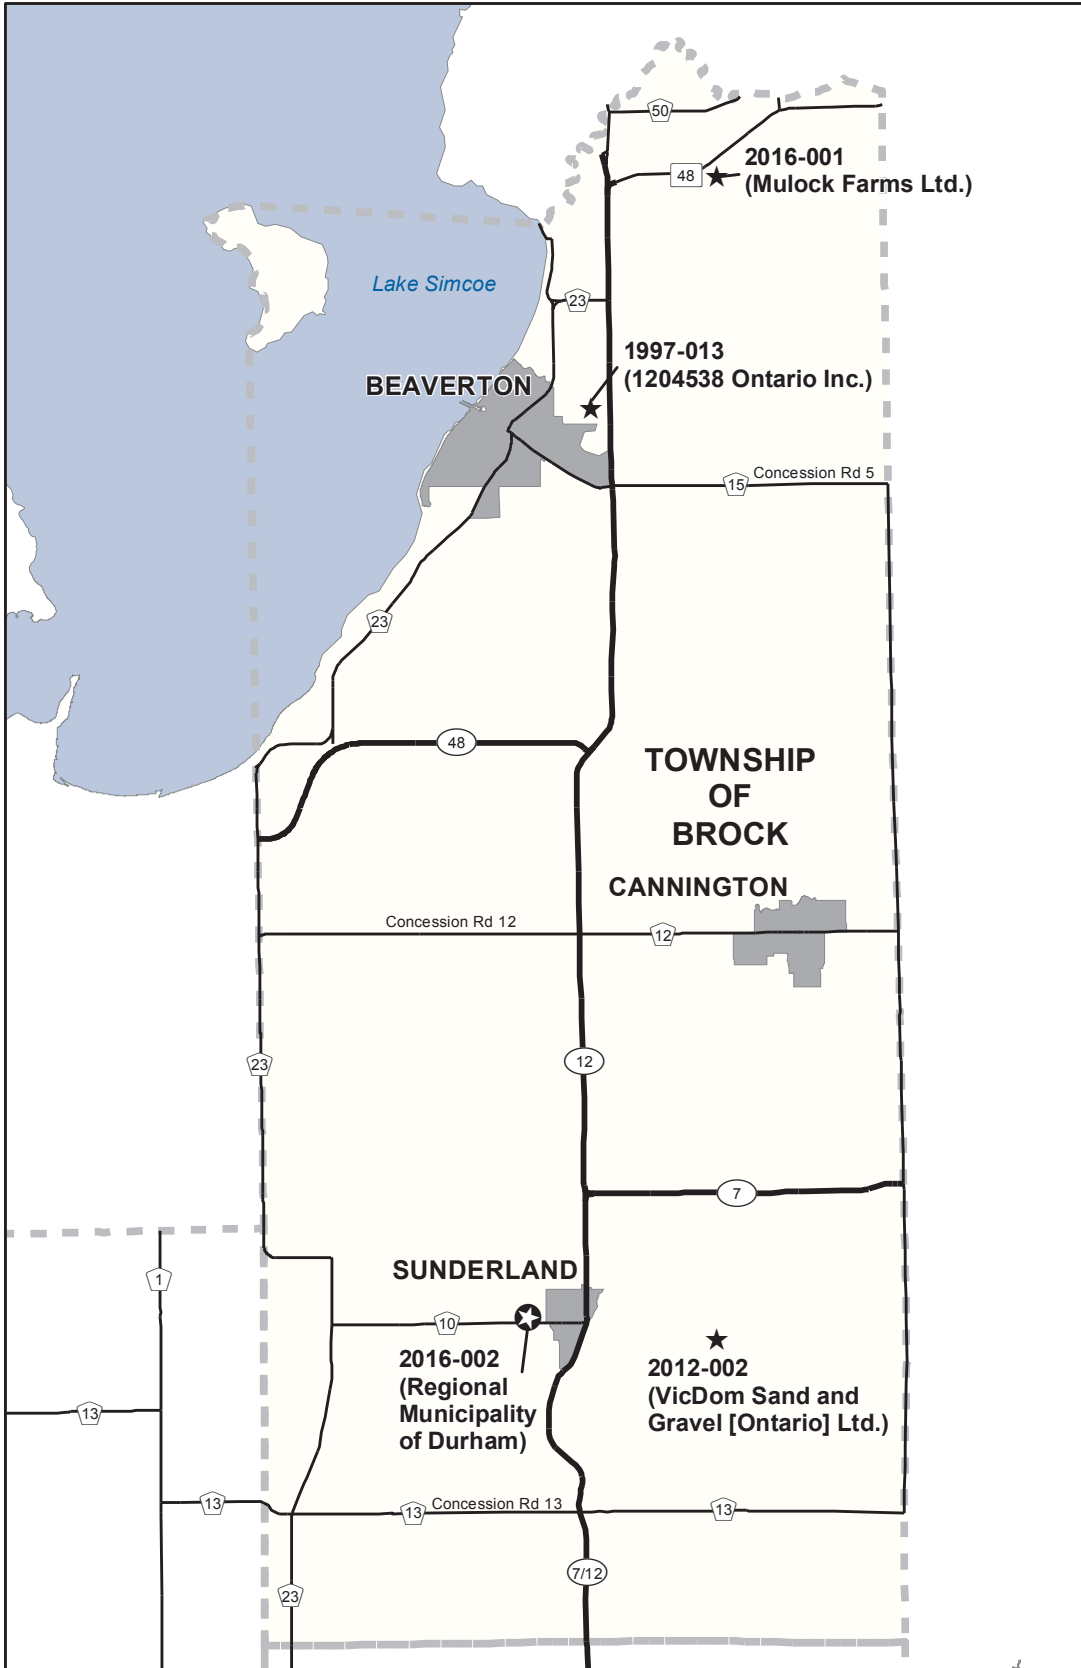 50
2016-001
(Mulock Farms Ltd.)
48
Lake Simcoe
23
1997-013
(1204538 Ontario Inc.)
BEAVERTON
Concession Rd 5
15
23
48
TOWNSHIP
OF
BROCK
CANNINGTON
Concession Rd 12
12
12
23
7
SUNDERLAND
1
10
2016-002
(Regional
Municipality
of Durham)
2012-002
(VicDom Sand and
Gravel [Ontario] Ltd.)
13
13
13
Concession Rd 13
13
7/12
23